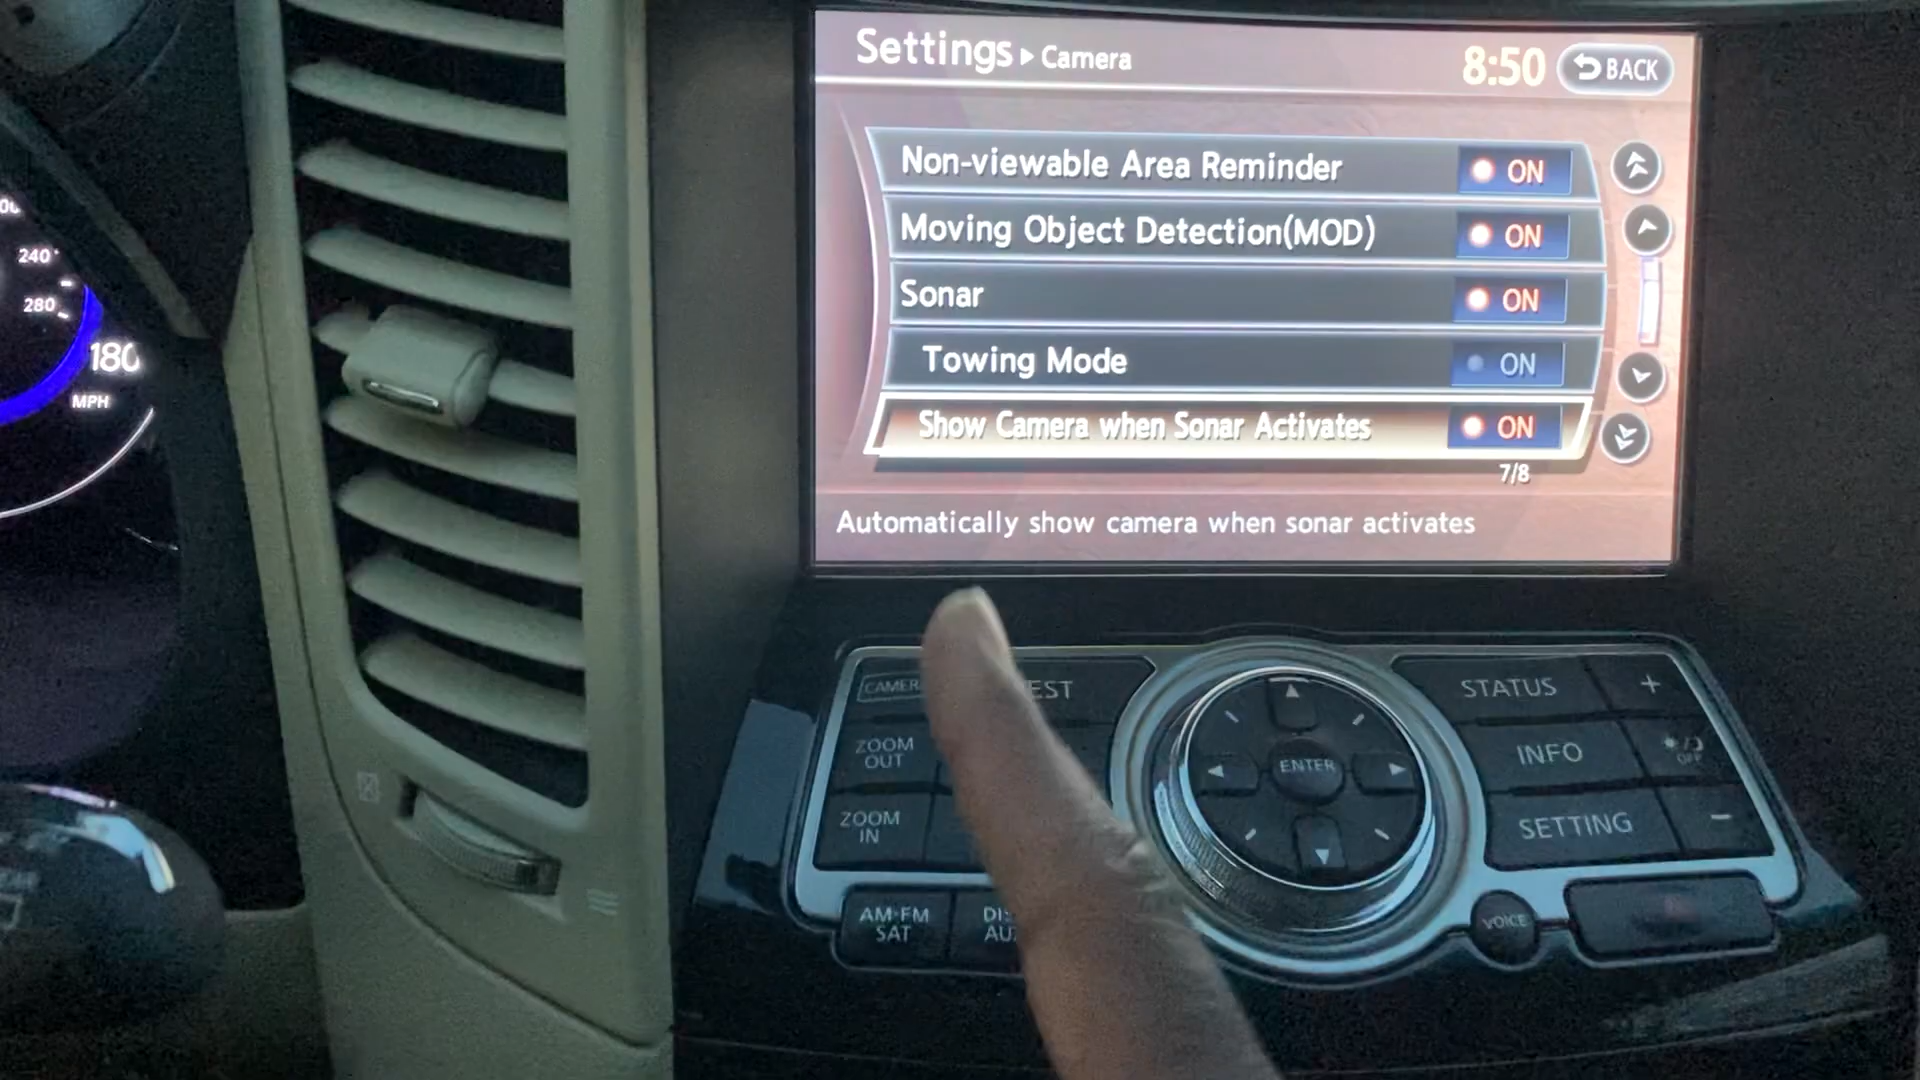 Settings ▸ Camera
8:50
BACK
Non-viewable Area Reminder ON
Moving Object Detection(MOD) ON
Sonar ON
Towing Mode ON
Show Camera when Sonar Activates ON
7/8
Automatically show camera when sonar activates
240
280
180
MPH
CAMERA
STATUS
+
ZOOM
OUT
ENTER
INFO
OFF
ZOOM
IN
SETTING
−
AM·FM
SAT
VOICE